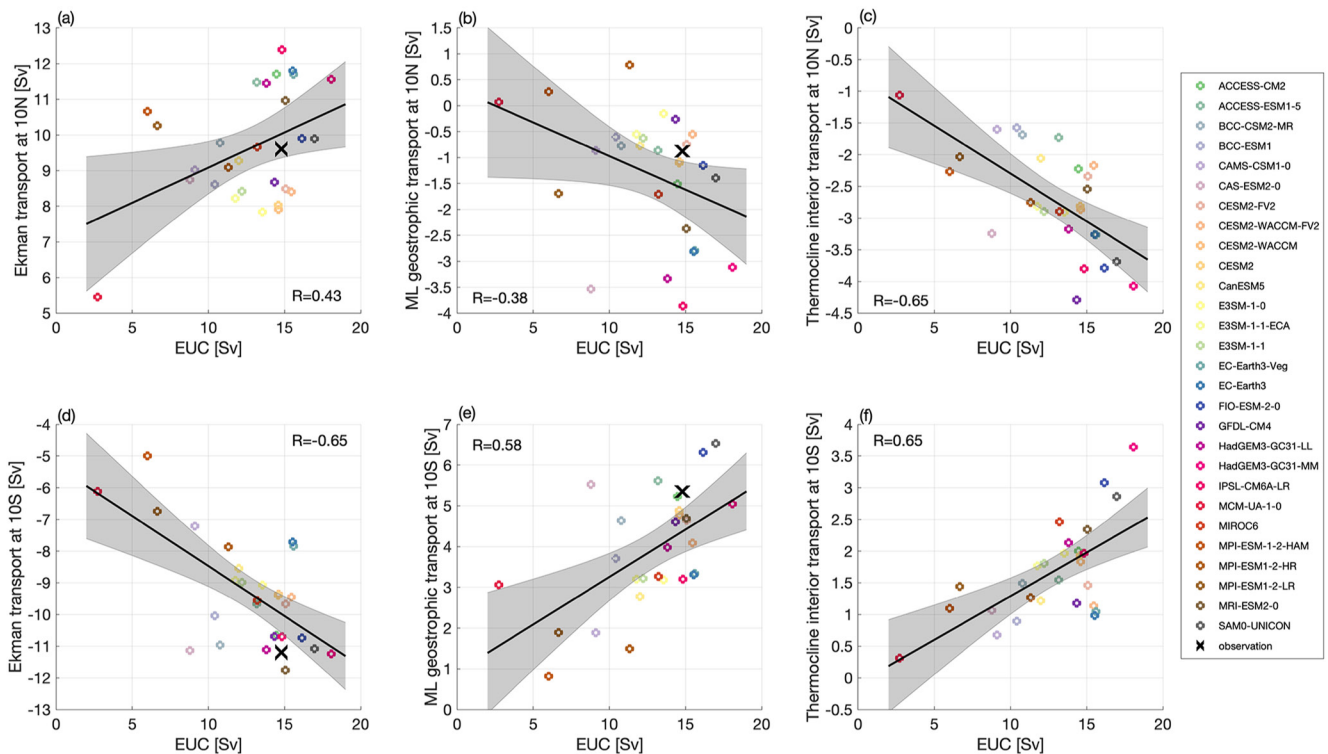 (a)
Ekman transport at 10N [Sv]
13
12
11
10
9
8
7
6
5
R=0.43
0 5 10 15 20
EUC [Sv]
(b)
ML geostrophic transport at 10N [Sv]
1.5
1
0.5
0
-0.5
-1
-1.5
-2
-2.5
-3
-3.5
-4
R=-0.38
0 5 10 15 20
EUC [Sv]
(c)
Thermocline interior transport at 10N [Sv]
0
-0.5
-1
-1.5
-2
-2.5
-3
-3.5
-4
-4.5
R=-0.65
0 5 10 15 20
EUC [Sv]
(d)
Ekman transport at 10S [Sv]
-4
-5
-6
-7
-8
-9
-10
-11
-12
-13
R=-0.65
0 5 10 15 20
EUC [Sv]
(e)
ML geostrophic transport at 10S [Sv]
7
6
5
4
3
2
1
0
R=0.58
0 5 10 15 20
EUC [Sv]
(f)
Thermocline interior transport at 10S [Sv]
4
3.5
3
2.5
2
1.5
1
0.5
0
-0.5
R=0.65
0 5 10 15 20
EUC [Sv]
ACCESS-CM2
ACCESS-ESM1-5
BCC-CSM2-MR
BCC-ESM1
CAMS-CSM1-0
CAS-ESM2-0
CESM2-FV2
CESM2-WACCM-FV2
CESM2-WACCM
CESM2
CanESM5
E3SM-1-0
E3SM-1-1-ECA
E3SM-1-1
EC-Earth3-Veg
EC-Earth3
FIO-ESM-2-0
GFDL-CM4
HadGEM3-GC31-LL
HadGEM3-GC31-MM
IPSL-CM6A-LR
MCM-UA-1-0
MIROC6
MPI-ESM-1-2-HAM
MPI-ESM1-2-HR
MPI-ESM1-2-LR
MRI-ESM2-0
SAM0-UNICON
observation